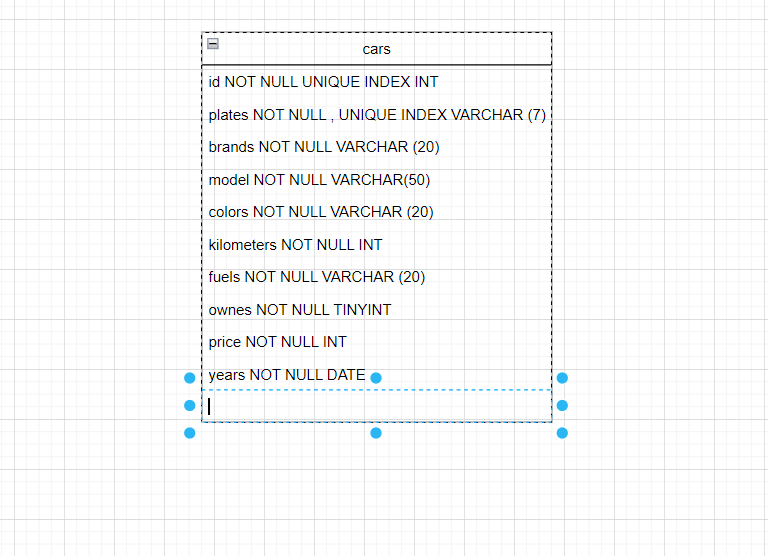 cars
id NOT NULL UNIQUE INDEX INT
plates NOT NULL , UNIQUE INDEX VARCHAR (7)
brands NOT NULL VARCHAR (20)
model NOT NULL VARCHAR(50)
colors NOT NULL VARCHAR (20)
kilometers NOT NULL INT
fuels NOT NULL VARCHAR (20)
ownes NOT NULL TINYINT
price NOT NULL INT
years NOT NULL DATE